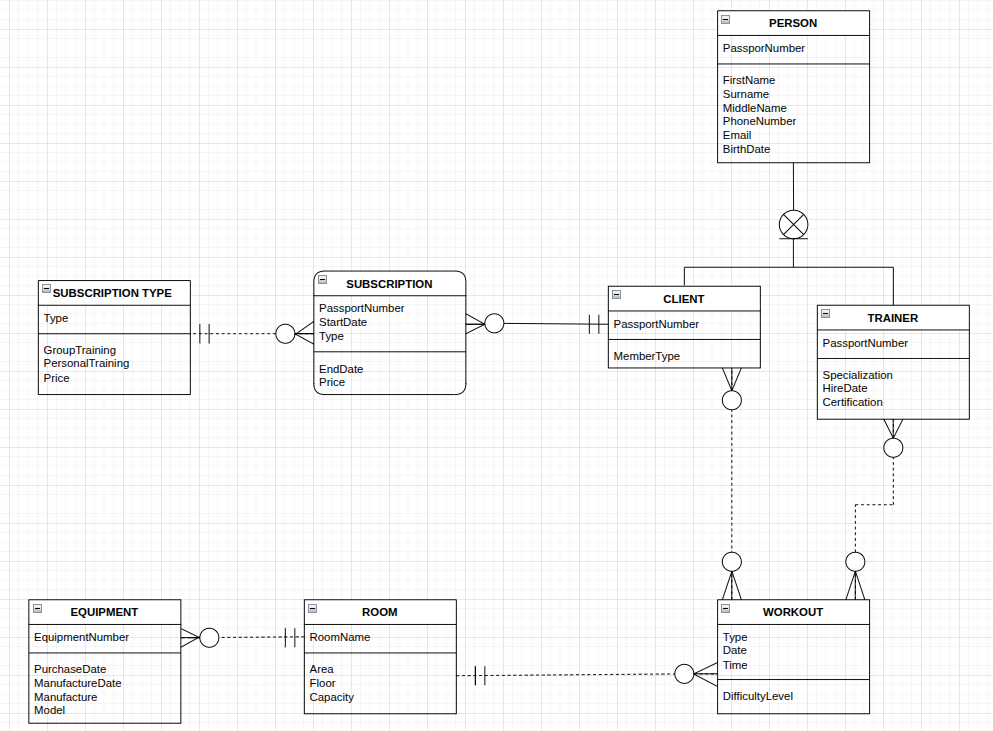 PERSON
PassporNumber
FirstName
Surname
MiddleName
PhoneNumber
Email
BirthDate
SUBSCRIPTION TYPE
Type
GroupTraining
PersonalTraining
Price
SUBSCRIPTION
PassportNumber
StartDate
Type
EndDate
Price
CLIENT
PassportNumber
MemberType
TRAINER
PassportNumber
Specialization
HireDate
Certification
EQUIPMENT
EquipmentNumber
PurchaseDate
ManufactureDate
Manufacture
Model
ROOM
RoomName
Area
Floor
Capacity
WORKOUT
Type
Date
Time
DifficultyLevel